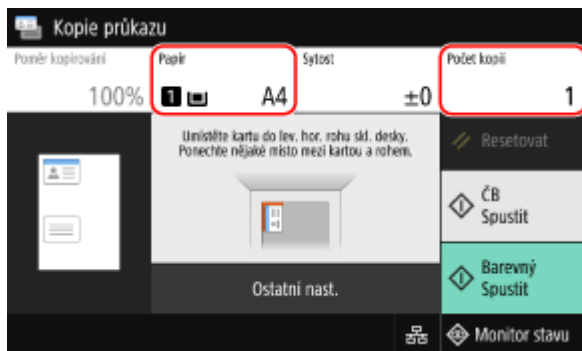 Kopie průkazu
Poměr kopírování
100%
Papír
1 A4
Sytost
±0
Počet kopií
1
Umístěte kartu do lev. hor. rohu skl. desky.
Ponechte nějaké místo mezi kartou a rohem.
Ostatní nast.
Resetovat
ČB
Spustit
Barevný
Spustit
Monitor stavu